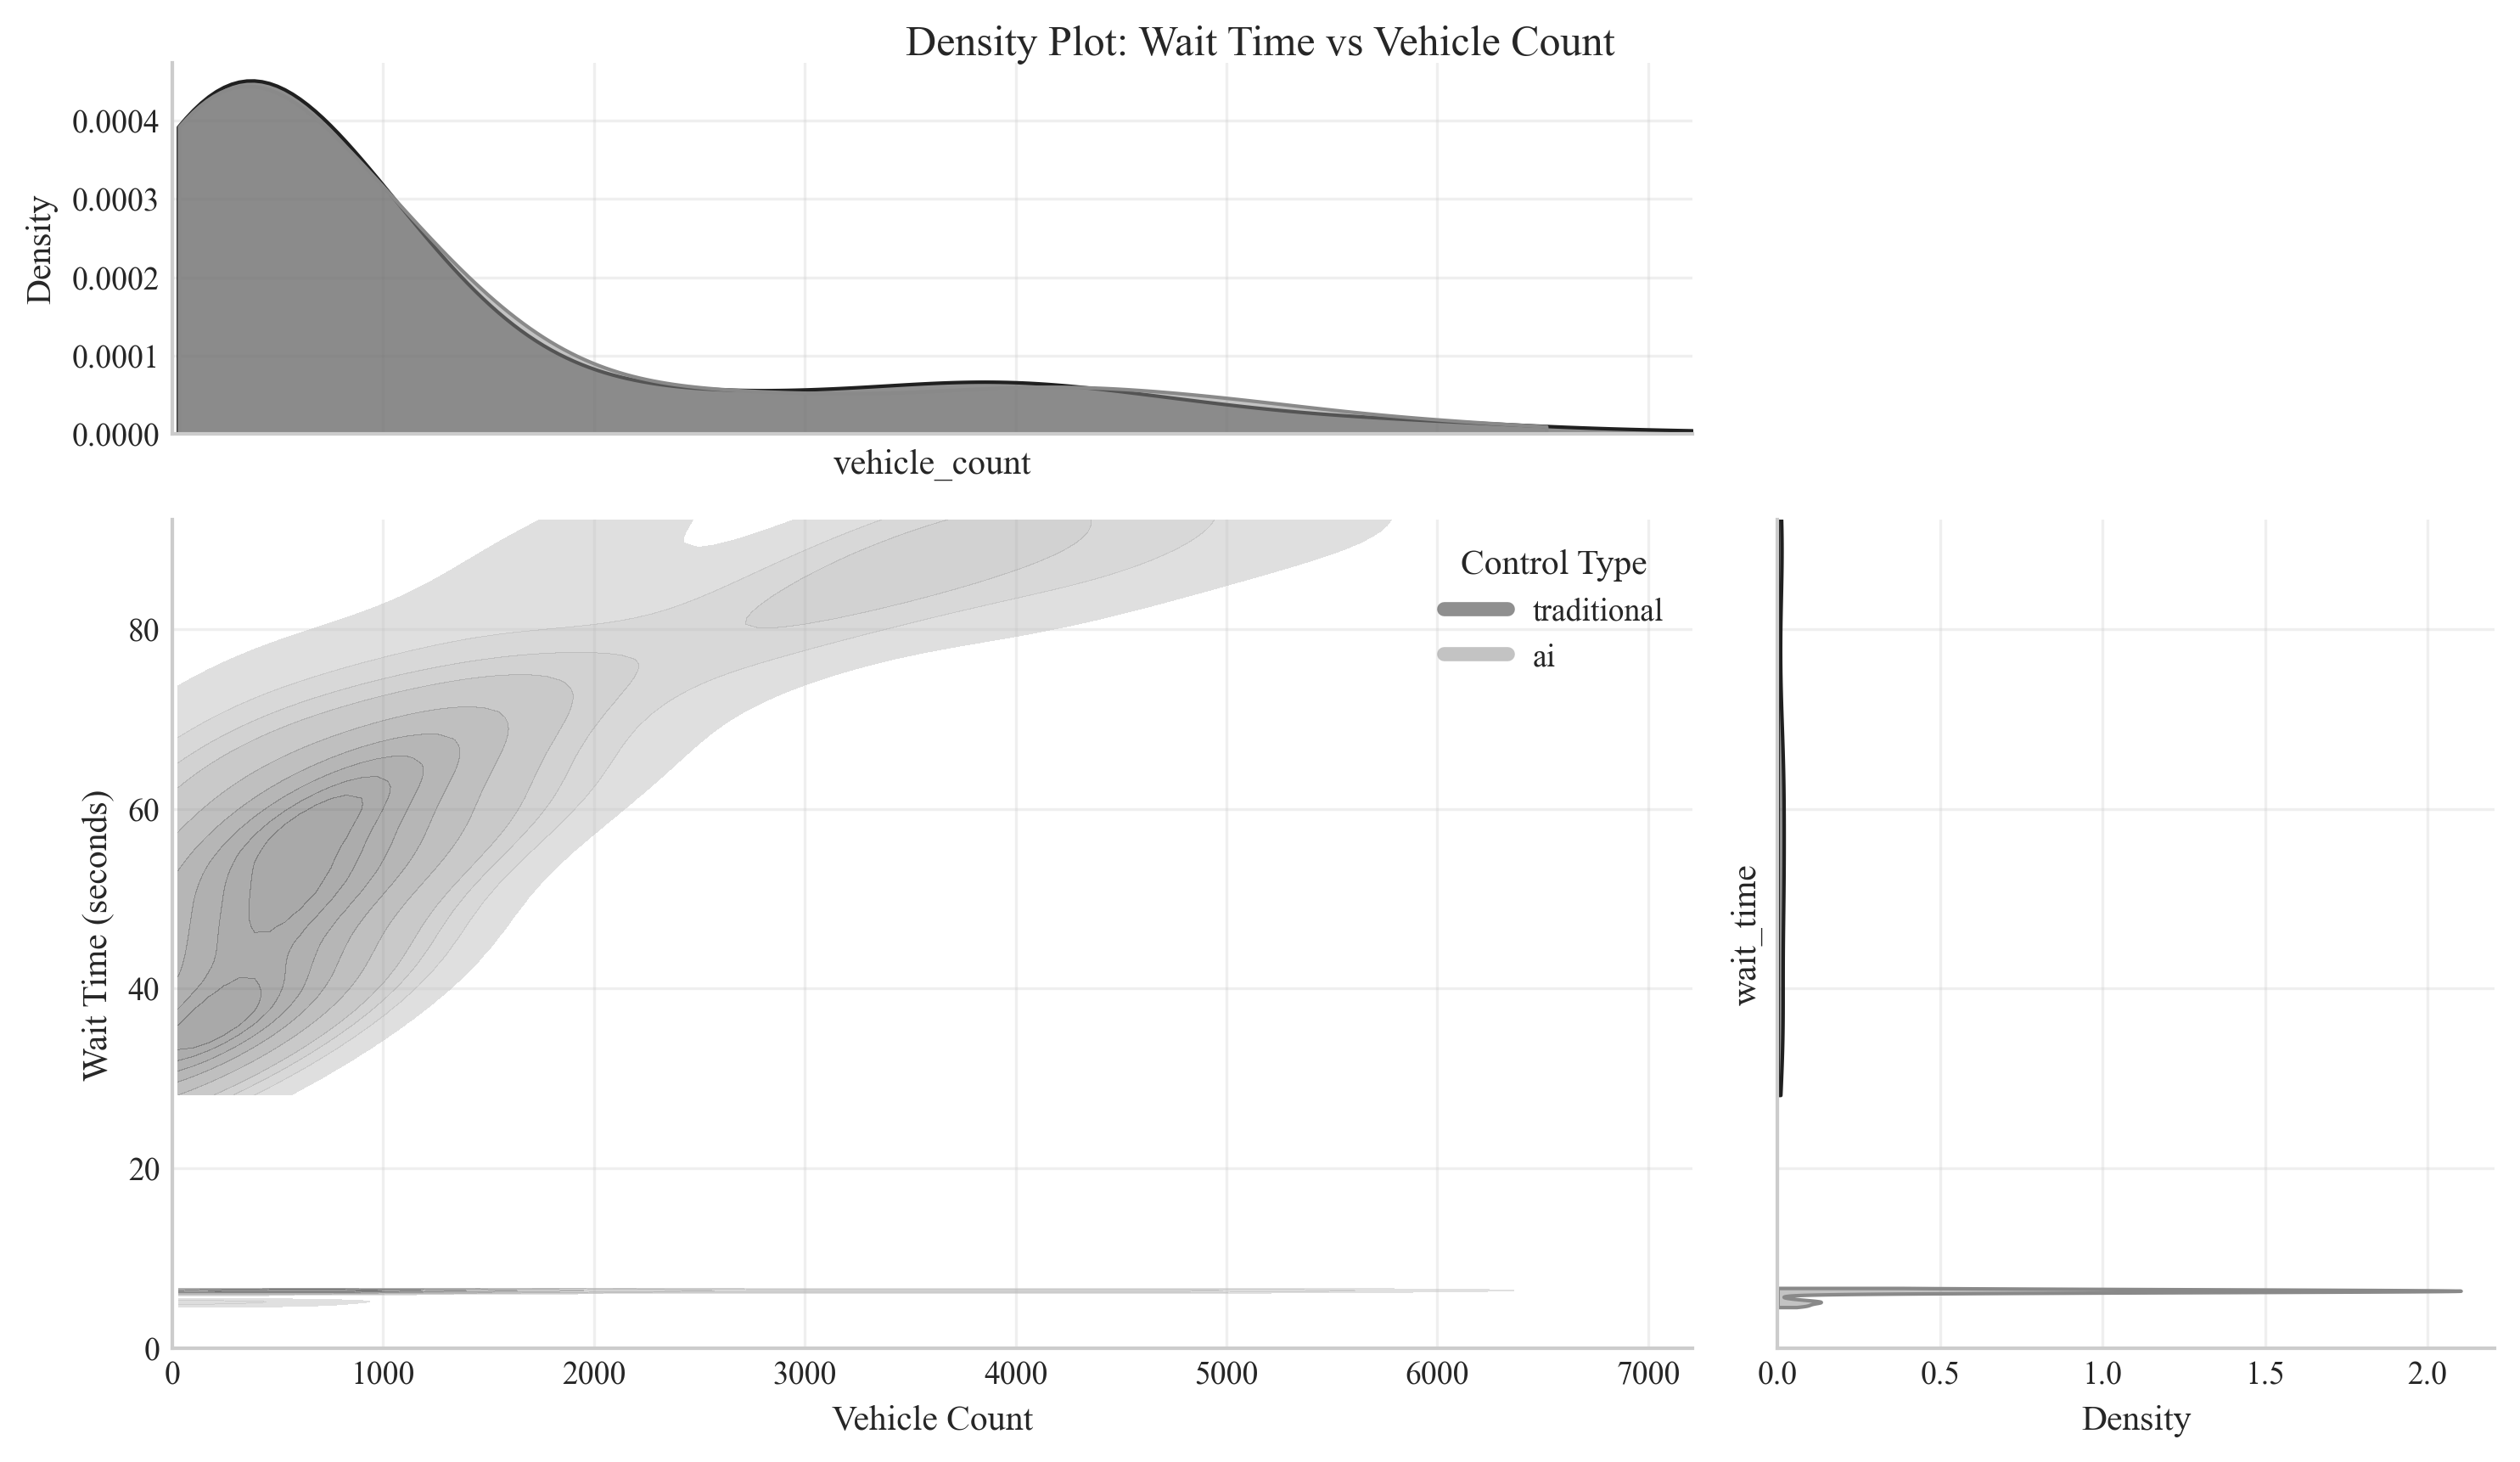 Density Plot: Wait Time vs Vehicle Count
Density
0.0004
0.0003
0.0002
0.0001
0.0000
vehicle_count
Wait Time (seconds)
80
60
40
20
0
Control Type
traditional
ai
0 1000 2000 3000 4000 5000 6000 7000
Vehicle Count
wait_time
0.0 0.5 1.0 1.5 2.0
Density